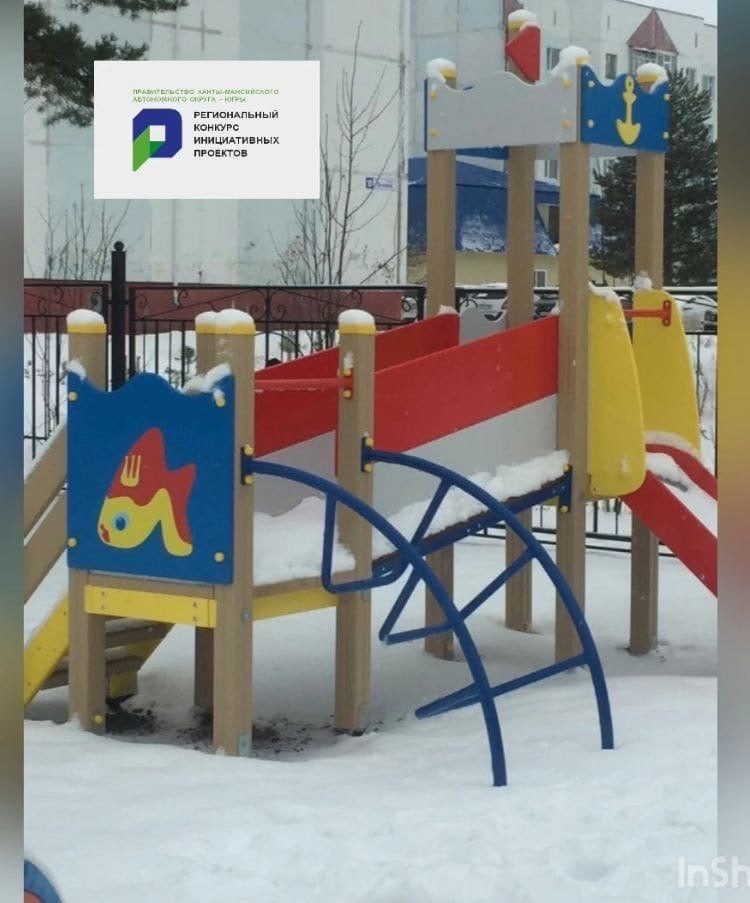 ПРАВИТЕЛЬСТВО ХАНТЫ-МАНСИЙСКОГО
АВТОНОМНОГО ОКРУГА – ЮГРЫ
РЕГИОНАЛЬНЫЙ
КОНКУРС
ИНИЦИАТИВНЫХ
ПРОЕКТОВ
InSh